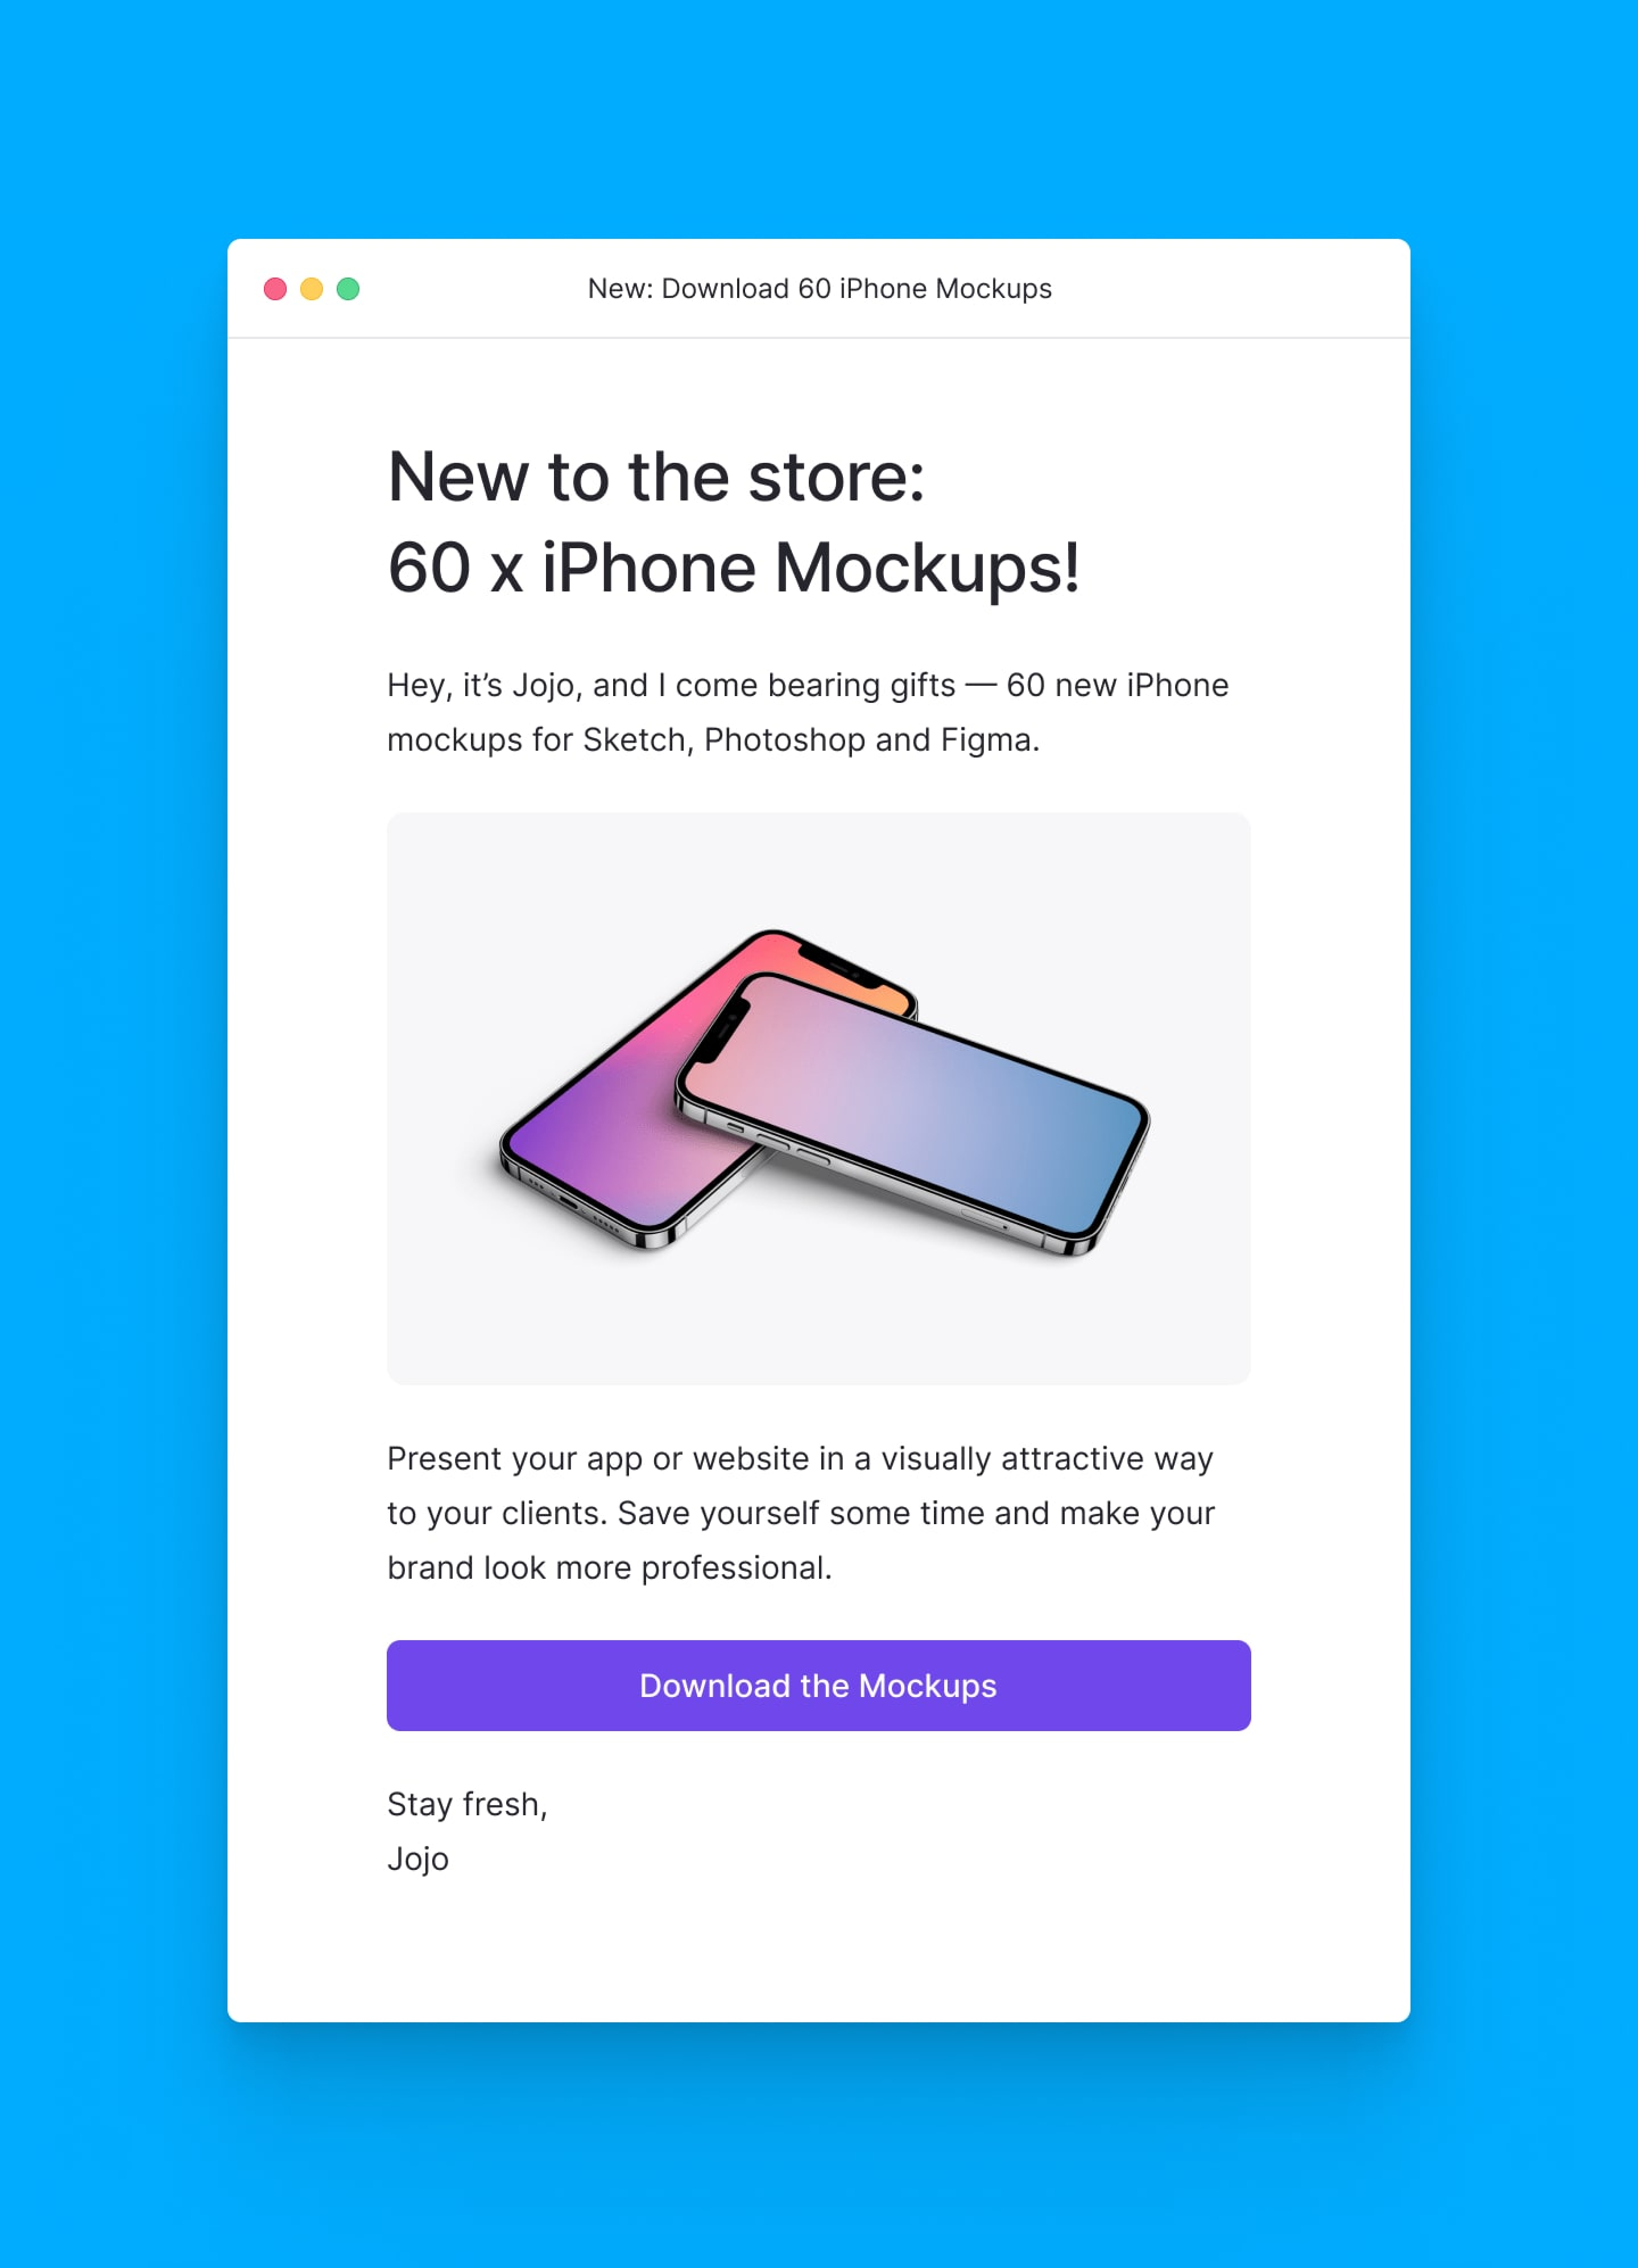 New: Download 60 iPhone Mockups
New to the store:
60 x iPhone Mockups!
Hey, it’s Jojo, and I come bearing gifts — 60 new iPhone
mockups for Sketch, Photoshop and Figma.
Present your app or website in a visually attractive way
to your clients. Save yourself some time and make your
brand look more professional.
Download the Mockups
Stay fresh,
Jojo